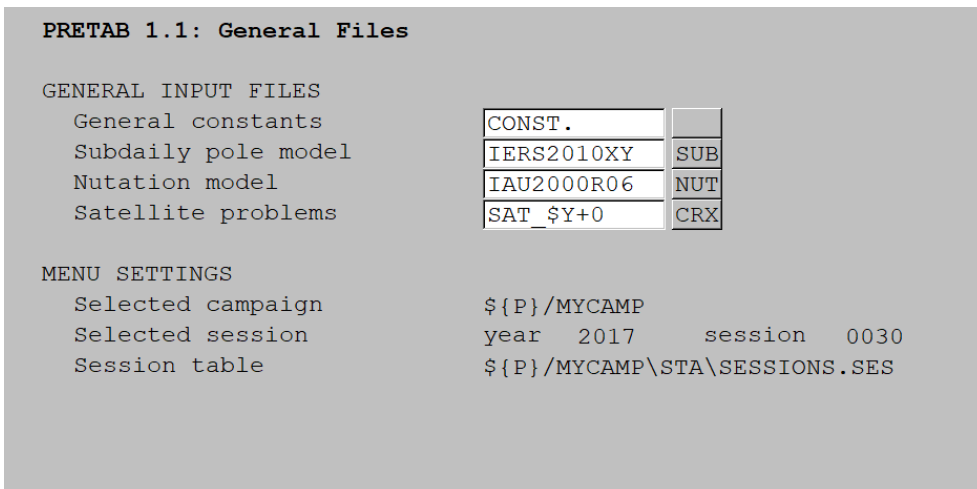 PRETAB 1.1: General Files
GENERAL INPUT FILES
General constants CONST.
Subdaily pole model IERS2010XY SUB
Nutation model IAU2000R06 NUT
Satellite problems SAT_$Y+0 CRX
MENU SETTINGS
Selected campaign ${P}/MYCAMP
Selected session year 2017 session 0030
Session table ${P}/MYCAMP\STA\SESSIONS.SES